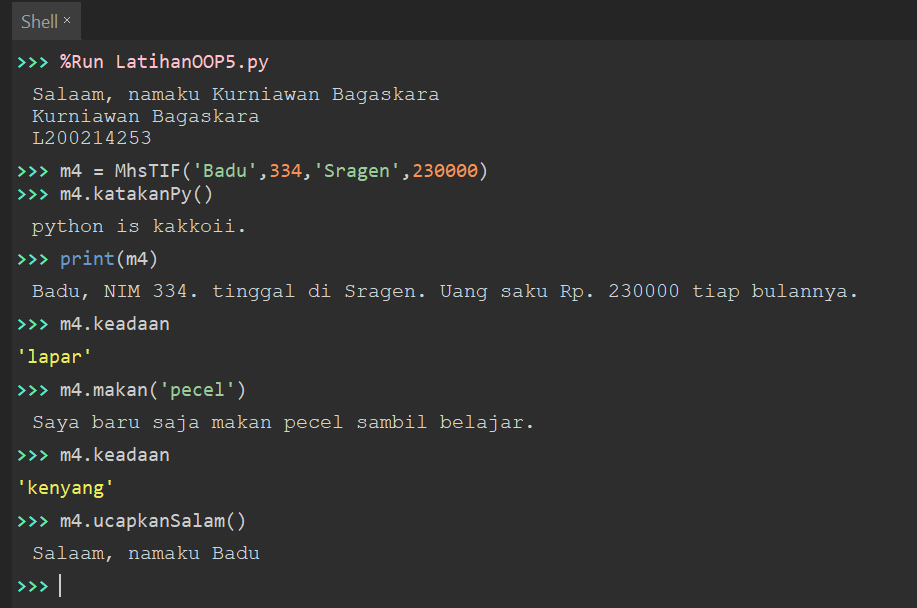 Shell ×
>>> %Run LatihanOOP5.py
Salaam, namaku Kurniawan Bagaskara
Kurniawan Bagaskara
L200214253
>>> m4 = MhsTIF('Badu',334,'Sragen',230000)
>>> m4.katakanPy()
python is kakkoii.
>>> print(m4)
Badu, NIM 334. tinggal di Sragen. Uang saku Rp. 230000 tiap bulannya.
>>> m4.keadaan
'lapar'
>>> m4.makan('pecel')
Saya baru saja makan pecel sambil belajar.
>>> m4.keadaan
'kenyang'
>>> m4.ucapkanSalam()
Salaam, namaku Badu
>>>